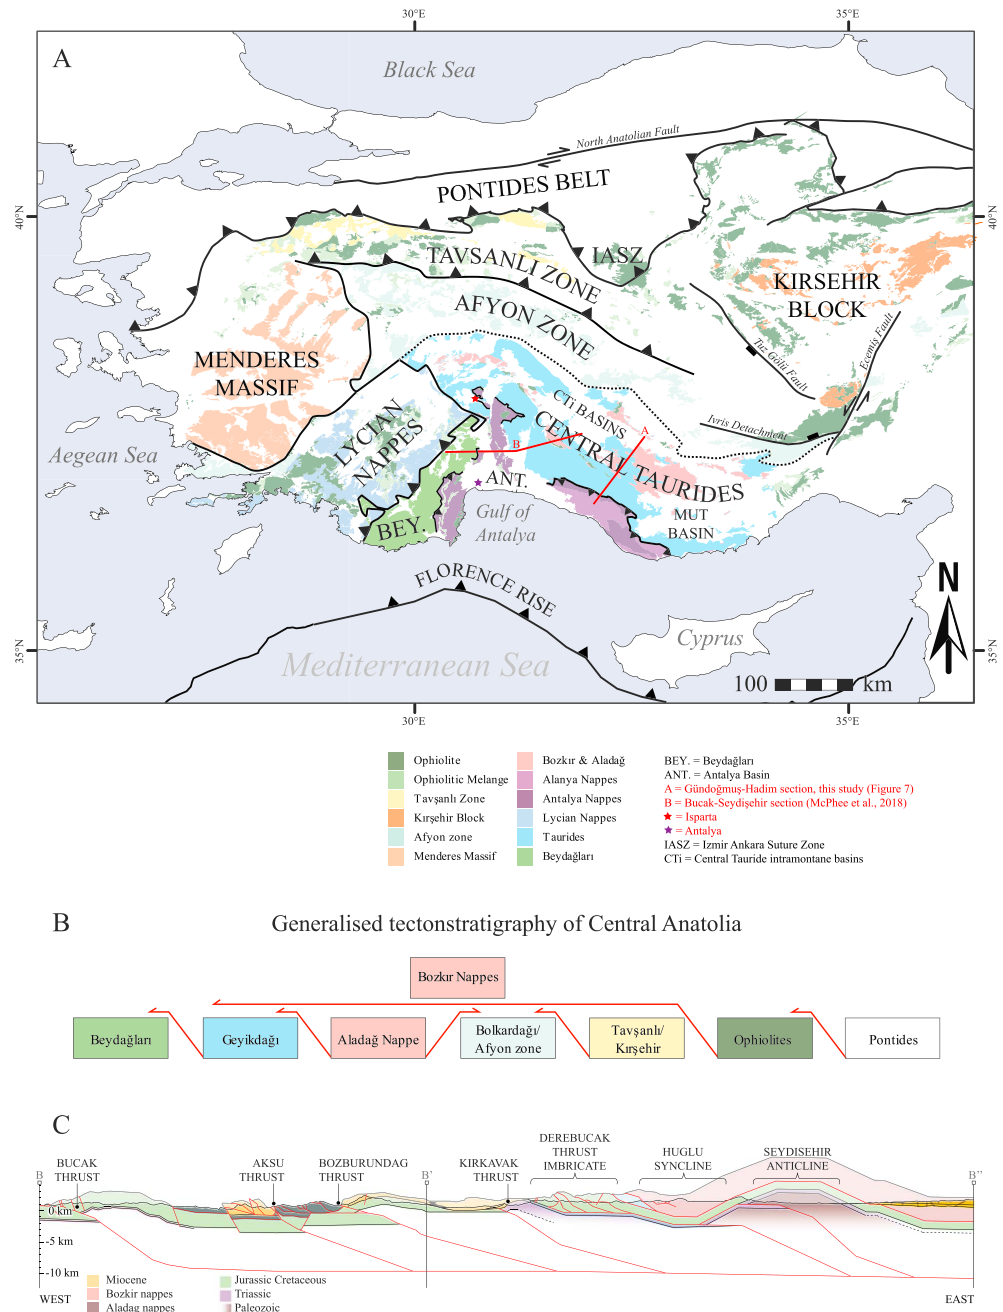 30°E
35°E
A
Black Sea
North Anatolian Fault
PONTIDES BELT
40°N
40°N
IASZ
TAVSANLI ZONE
KIRSEHIR
BLOCK
AFYON ZONE
Tuz Gölü Fault
Ecemis Fault
MENDERES
MASSIF
CTi BASINS
LYCIAN
NAPPES
Ivris Detachment
A
B
CENTRAL TAURIDES
Aegean Sea
ANT.
Gulf of
Antalya
MUT
BASIN
BEY.
FLORENCE RISE
N
Cyprus
35°N
35°N
Mediterranean Sea
100 km
30°E
35°E
Ophiolite
Ophiolitic Melange
Tavşanlı Zone
Kırşehir Block
Afyon zone
Menderes Massif
Bozkır & Aladağ
Alanya Nappes
Antalya Nappes
Lycian Nappes
Taurides
Beydağları
BEY. = Beydağları
ANT. = Antalya Basin
A = Gündoğmuş-Hadim section, this study (Figure 7)
B = Bucak-Seydişehir section (McPhee et al., 2018)
= Isparta
= Antalya
IASZ = Izmir Ankara Suture Zone
CTi = Central Tauride intramontane basins
B
Generalised tectonstratigraphy of Central Anatolia
Bozkır Nappes
Beydağları
Geyikdağı
Aladağ Nappe
Bolkardağı/
Afyon zone
Tavşanlı/
Kırşehir
Ophiolites
Pontides
C
B
BUCAK
THRUST
AKSU
THRUST
BOZBURUNDAG
THRUST
B'
KIRKAVAK
THRUST
DEREBUCAK
THRUST
IMBRICATE
HUGLU
SYNCLINE
SEYDISEHIR
ANTICLINE
B''
0 km
-5 km
-10 km
WEST
EAST
Miocene
Bozkir nappes
Aladag nappes
Jurassic Cretaceous
Triassic
Paleozoic